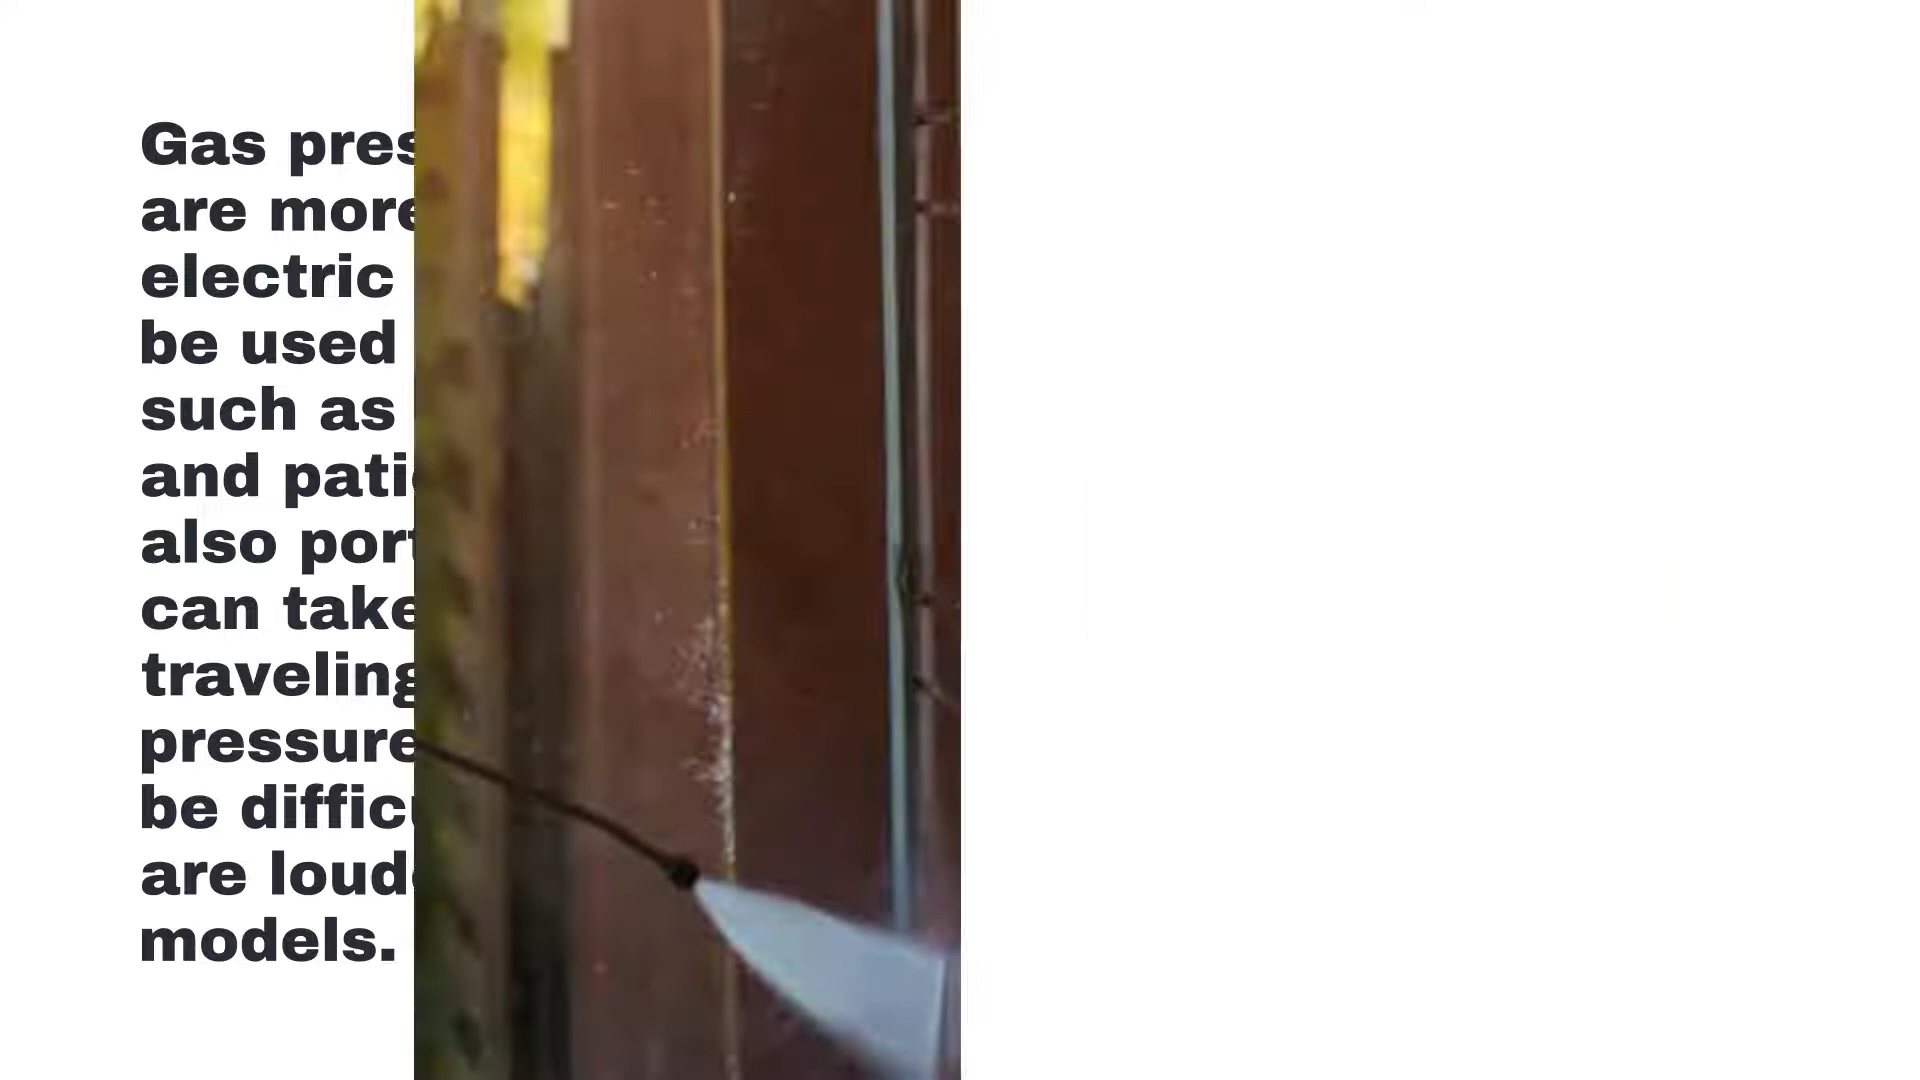 Gas pres
are more
electric
be used
such as
and pati
also port
can take
traveling
pressure
be diffic
are loud
models.